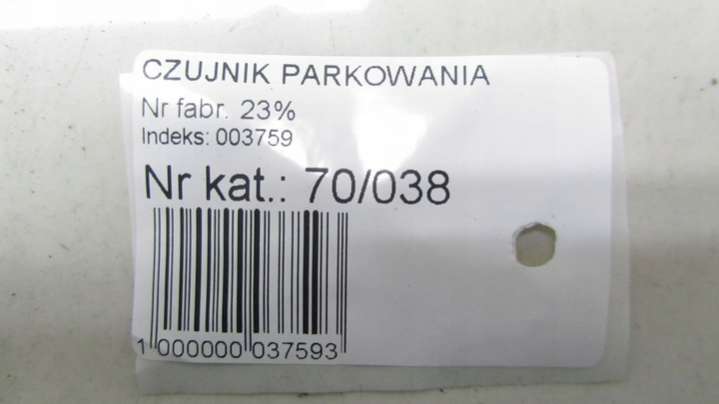 CZUJNIK PARKOWANIA
Nr fabr. 23%
Indeks: 003759
Nr kat.: 70/038
1 000000 037593